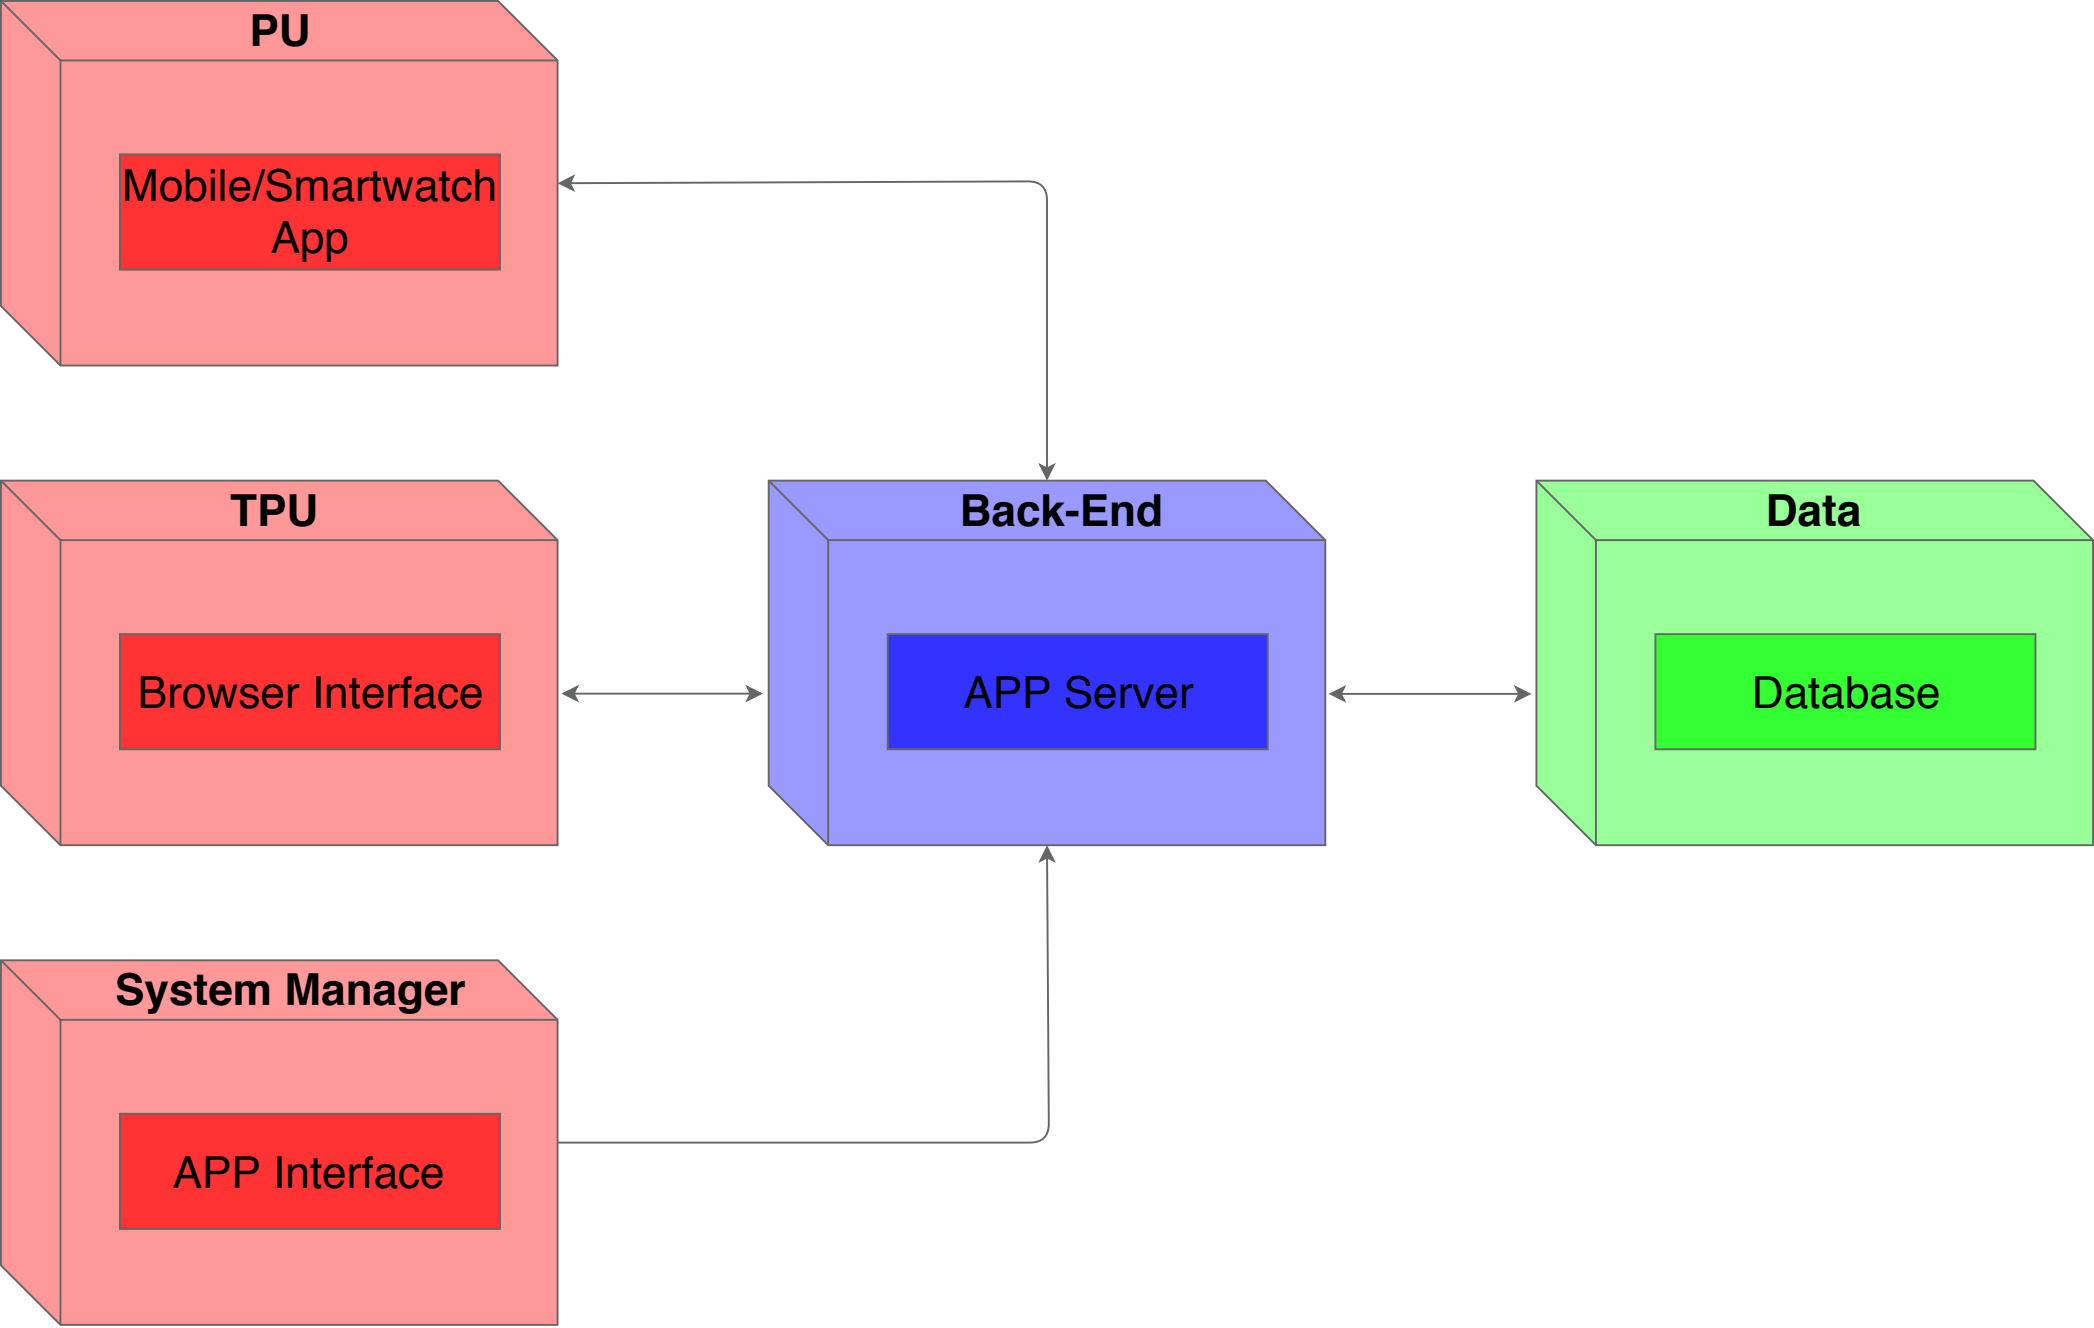 PU
Mobile/Smartwatch
App
TPU
Browser Interface
Back-End
APP Server
Data
Database
System Manager
APP Interface